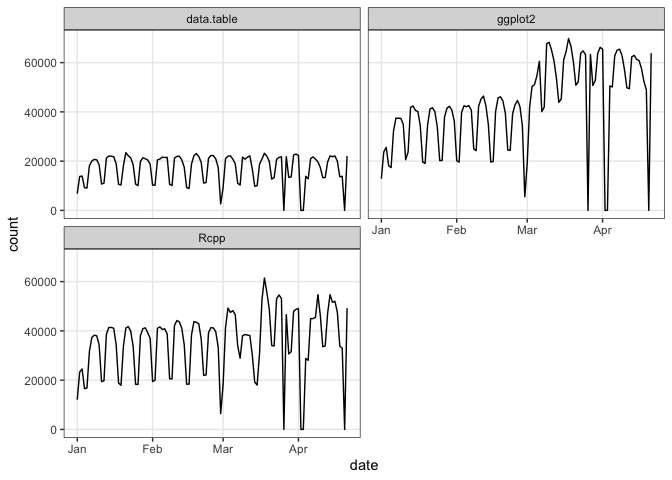 data.table
ggplot2
60000
40000
20000
0
count
Jan Feb Mar Apr
Rcpp
60000
40000
20000
0
Jan Feb Mar Apr
date